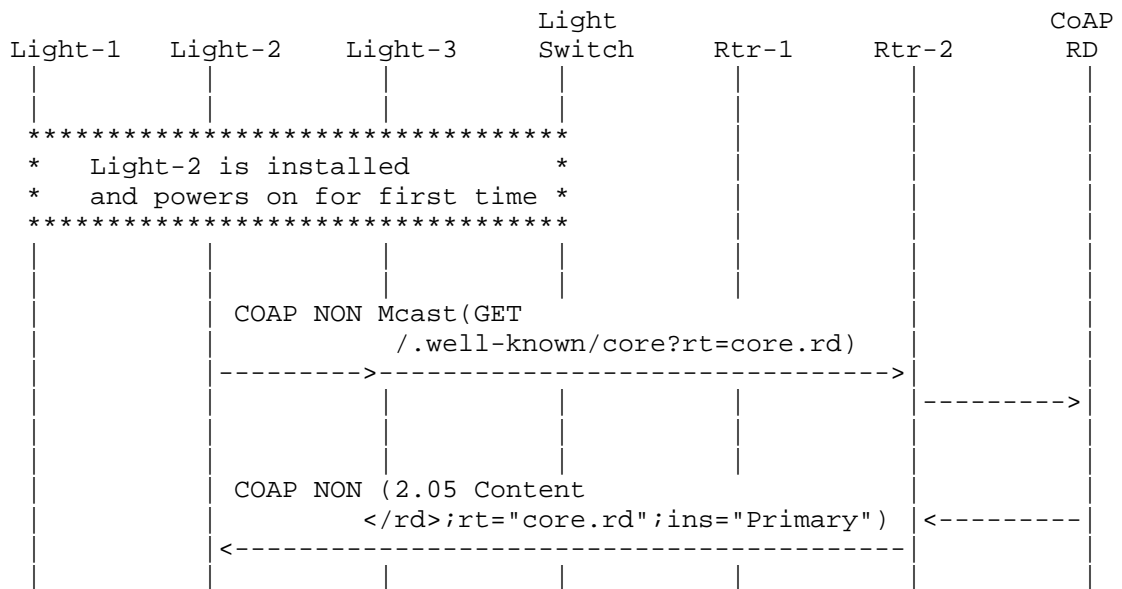 Light CoAP
Light-1 Light-2 Light-3 Switch Rtr-1 Rtr-2 RD
Light-2 is installed
and powers on for first time
COAP NON Mcast(GET
/.well-known/core?rt=core.rd)
COAP NON (2.05 Content
</rd>;rt="core.rd";ins="Primary")